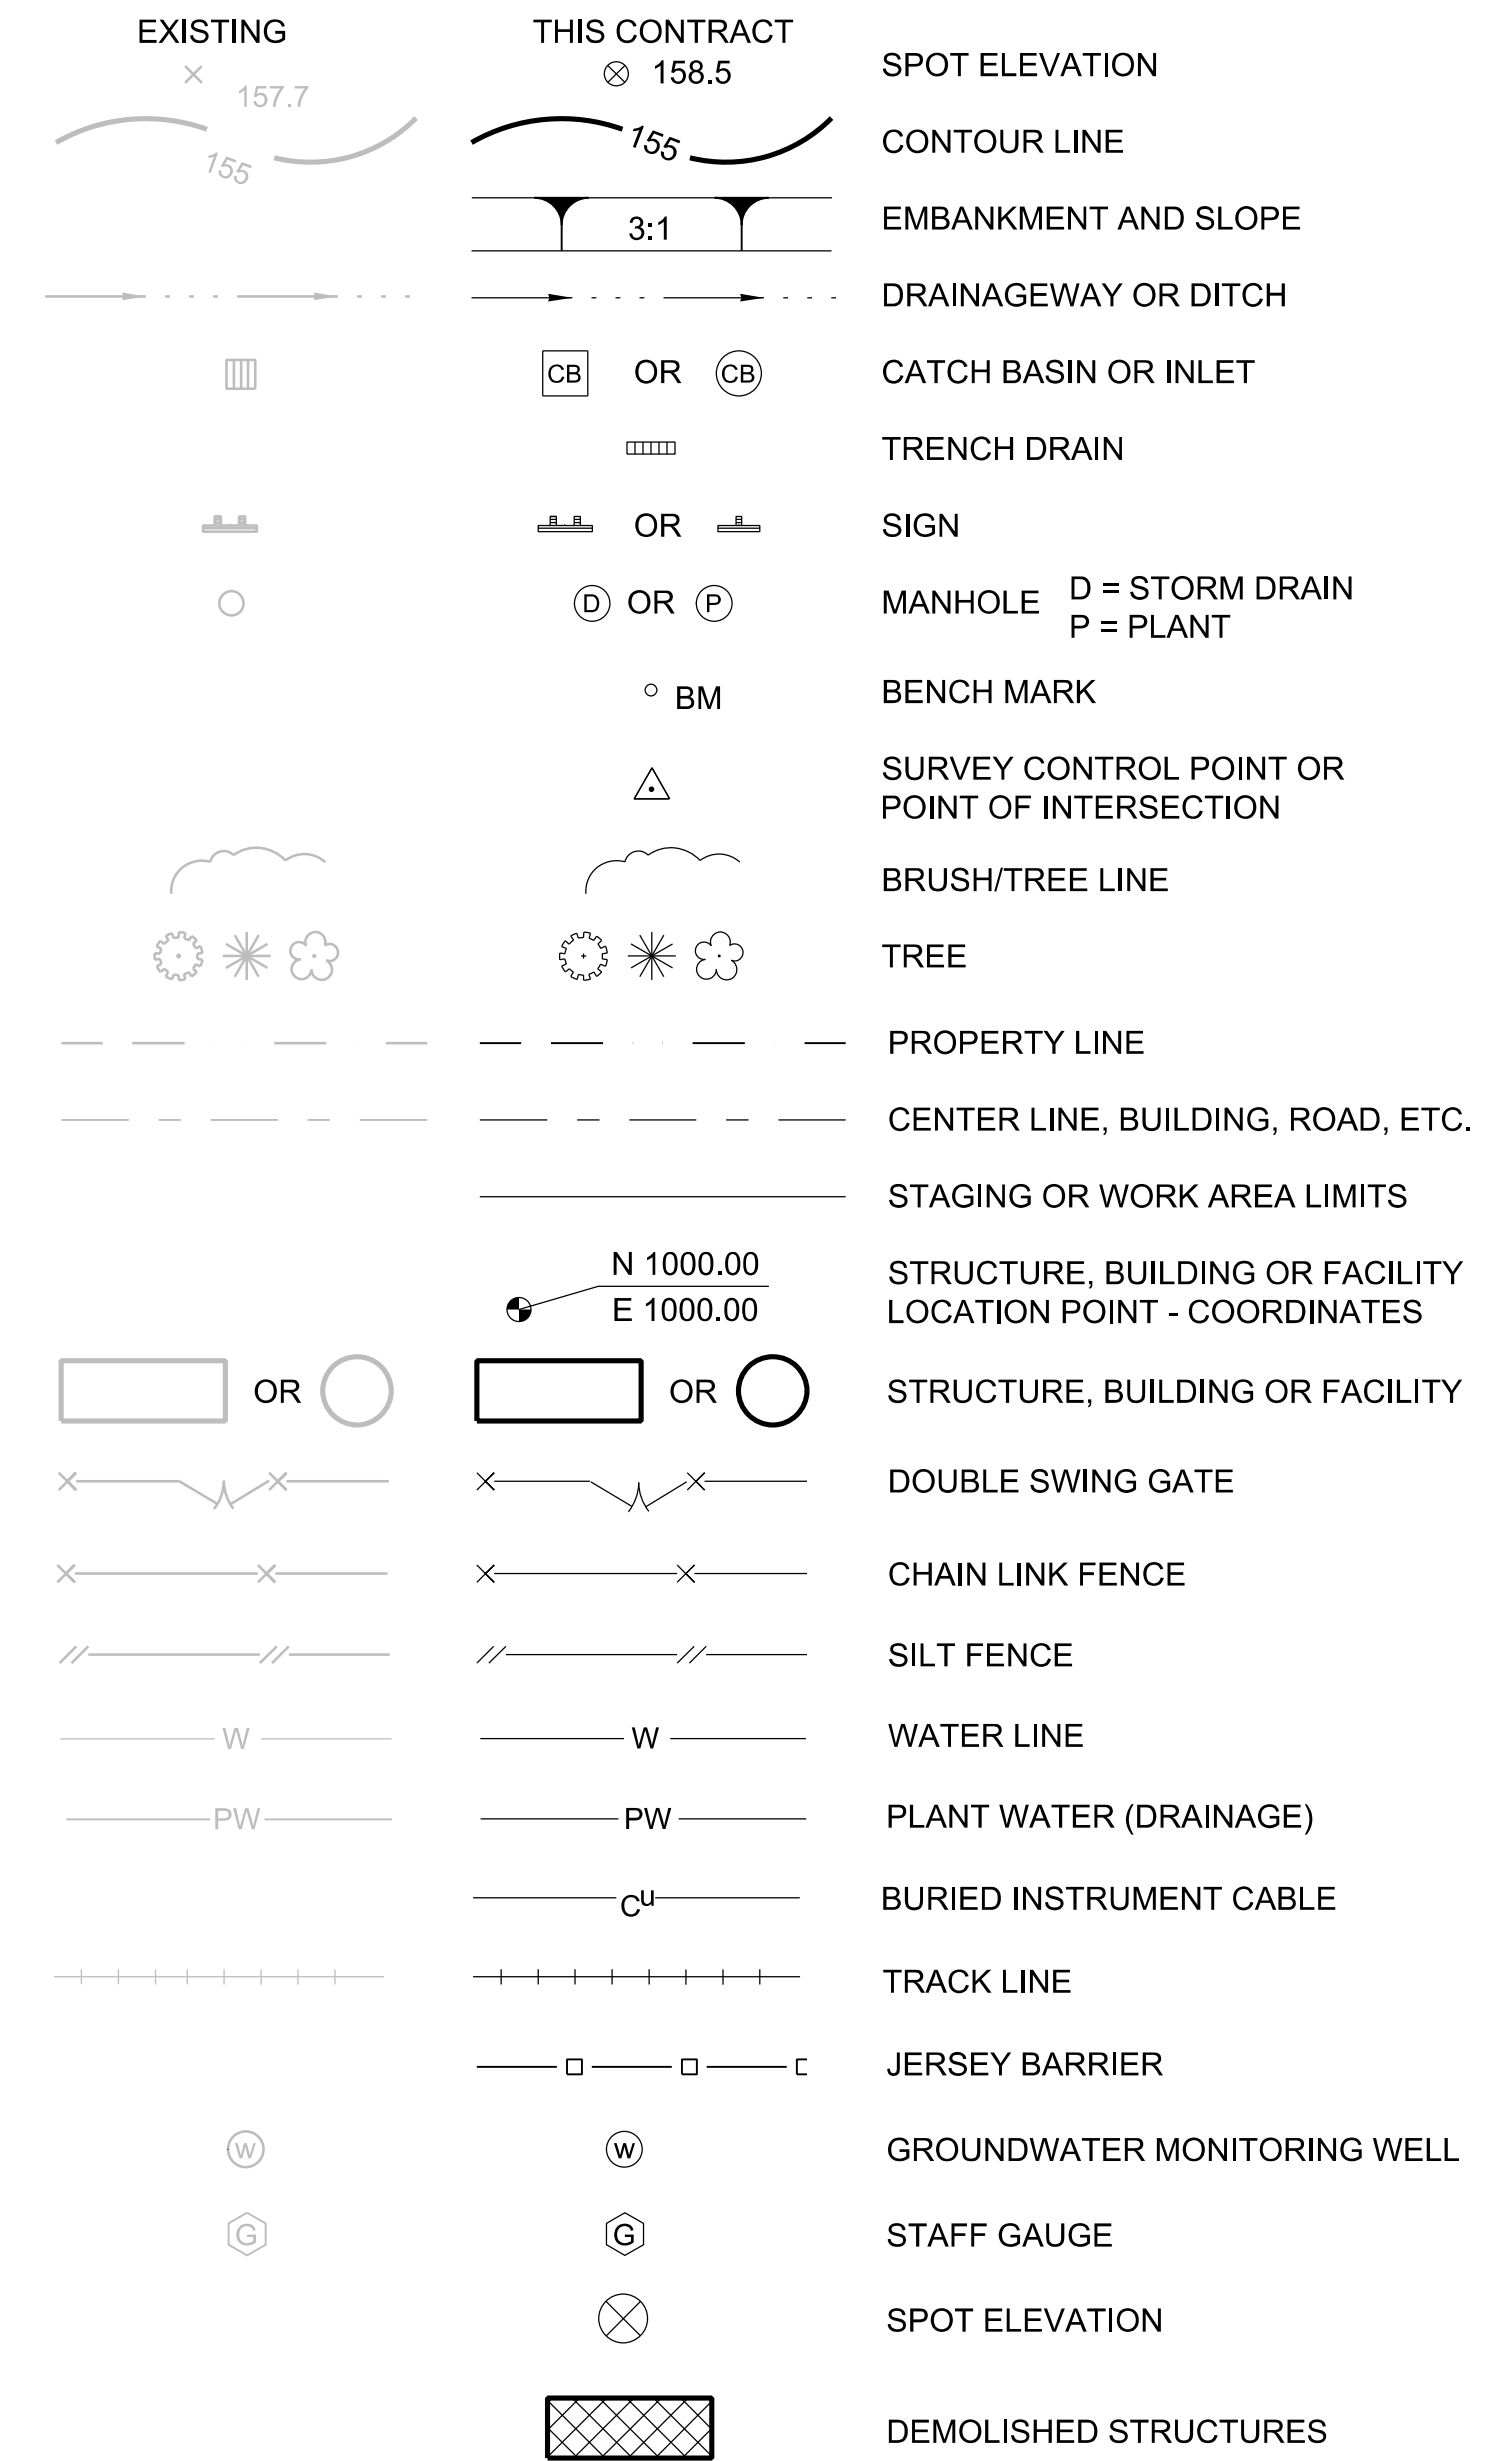 EXISTING THIS CONTRACT
157.7 158.5 SPOT ELEVATION
155 155 CONTOUR LINE
3:1 EMBANKMENT AND SLOPE
DRAINAGEWAY OR DITCH
CB OR CB CATCH BASIN OR INLET
TRENCH DRAIN
OR SIGN
D OR P MANHOLE D = STORM DRAIN
P = PLANT
BM BENCH MARK
SURVEY CONTROL POINT OR
POINT OF INTERSECTION
BRUSH/TREE LINE
TREE
PROPERTY LINE
CENTER LINE, BUILDING, ROAD, ETC.
STAGING OR WORK AREA LIMITS
N 1000.00 STRUCTURE, BUILDING OR FACILITY
E 1000.00 LOCATION POINT - COORDINATES
OR OR STRUCTURE, BUILDING OR FACILITY
DOUBLE SWING GATE
CHAIN LINK FENCE
SILT FENCE
W W WATER LINE
PW PW PLANT WATER (DRAINAGE)
Cu BURIED INSTRUMENT CABLE
TRACK LINE
JERSEY BARRIER
W W GROUNDWATER MONITORING WELL
G G STAFF GAUGE
SPOT ELEVATION
DEMOLISHED STRUCTURES